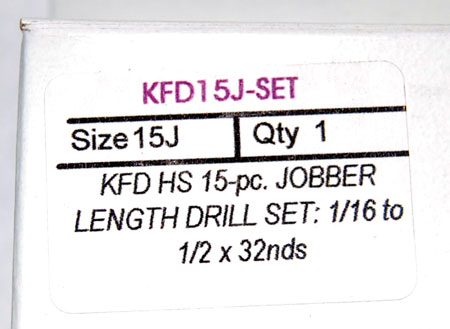 KFD15J-SET
Size 15J Qty 1
KFD HS 15-pc. JOBBER
LENGTH DRILL SET: 1/16 to
1/2 x 32nds